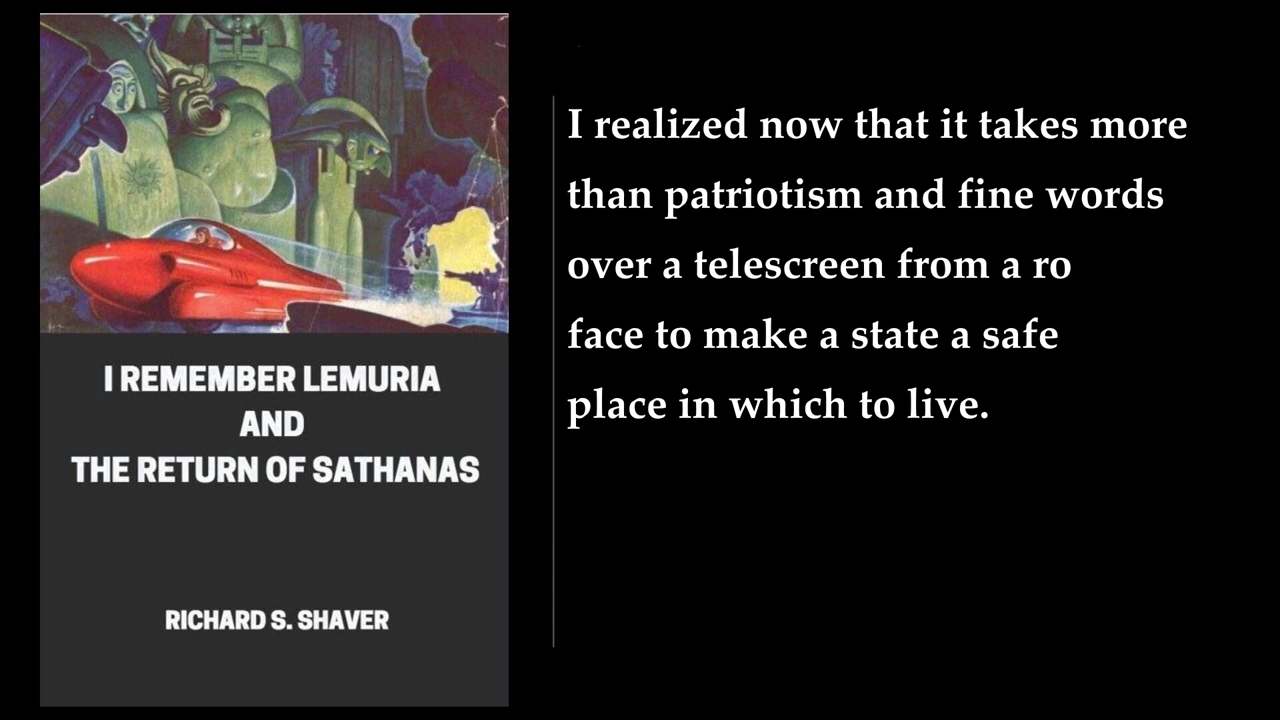 I REMEMBER LEMURIA
AND
THE RETURN OF SATHANAS
RICHARD S. SHAVER
I realized now that it takes more
than patriotism and fine words
over a telescreen from a ro
face to make a state a safe
place in which to live.